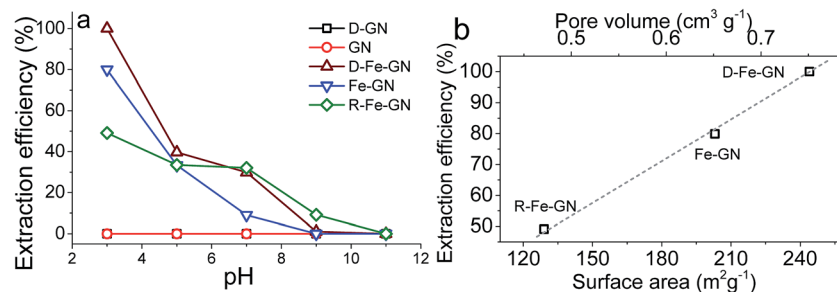 a
Extraction efficiency (%)
100
80
60
40
20
0
2 4 6 8 10 12
pH
D-GN
GN
D-Fe-GN
Fe-GN
R-Fe-GN
b
Pore volume (cm³ g⁻¹)
0.5 0.6 0.7
Extraction efficiency (%)
100
90
80
70
60
50
D-Fe-GN
Fe-GN
R-Fe-GN
120 150 180 210 240
Surface area (m²g⁻¹)